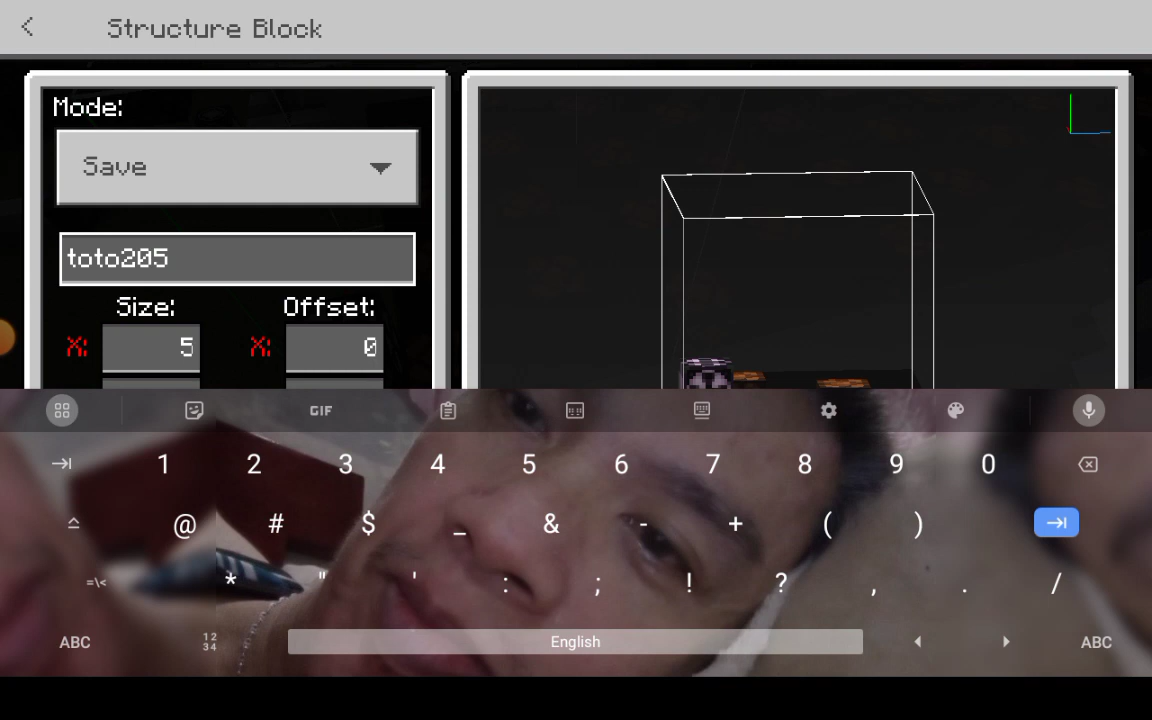 Structure Block
Mode:
Save
toto205
Size: Offset:
X: 5 X: 0
GIF
1 2 3 4 5 6 7 8 9 0
@ # $ _ & - + ( )
=\< * " ' : ; ! ? , . /
ABC 12 34 English ABC